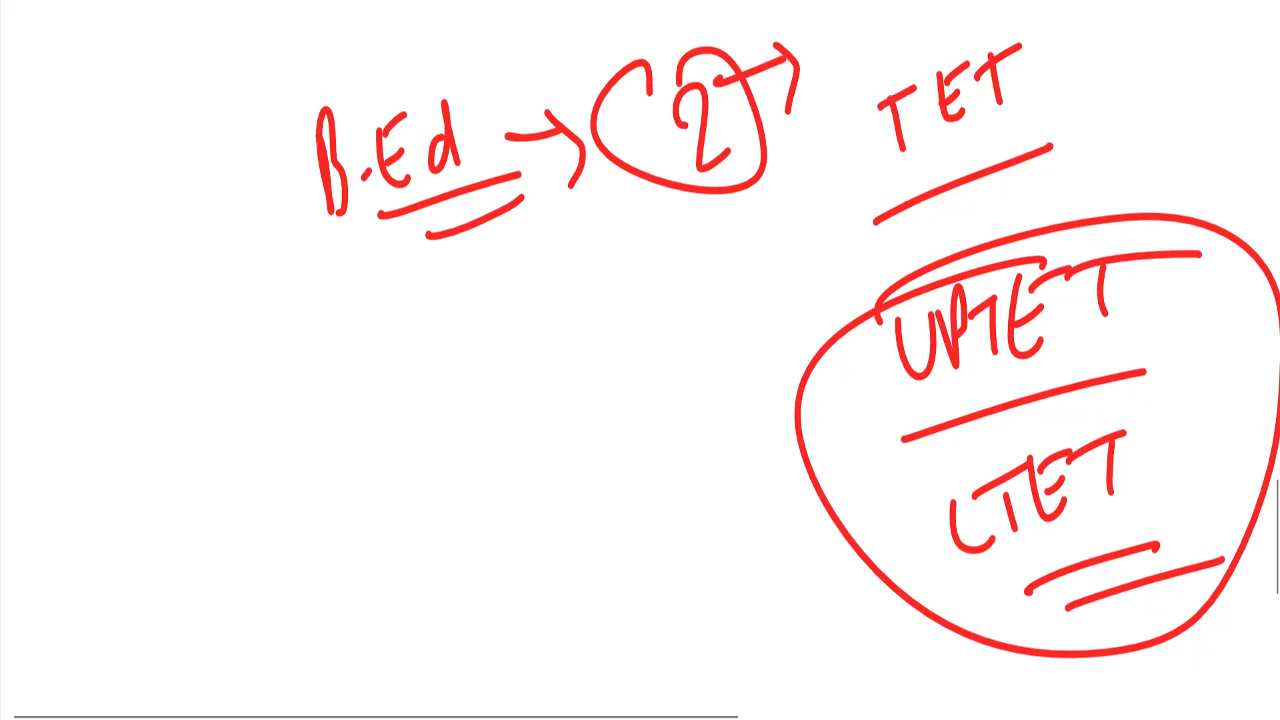 B.Ed → 2 → TET
UPTET
CTET